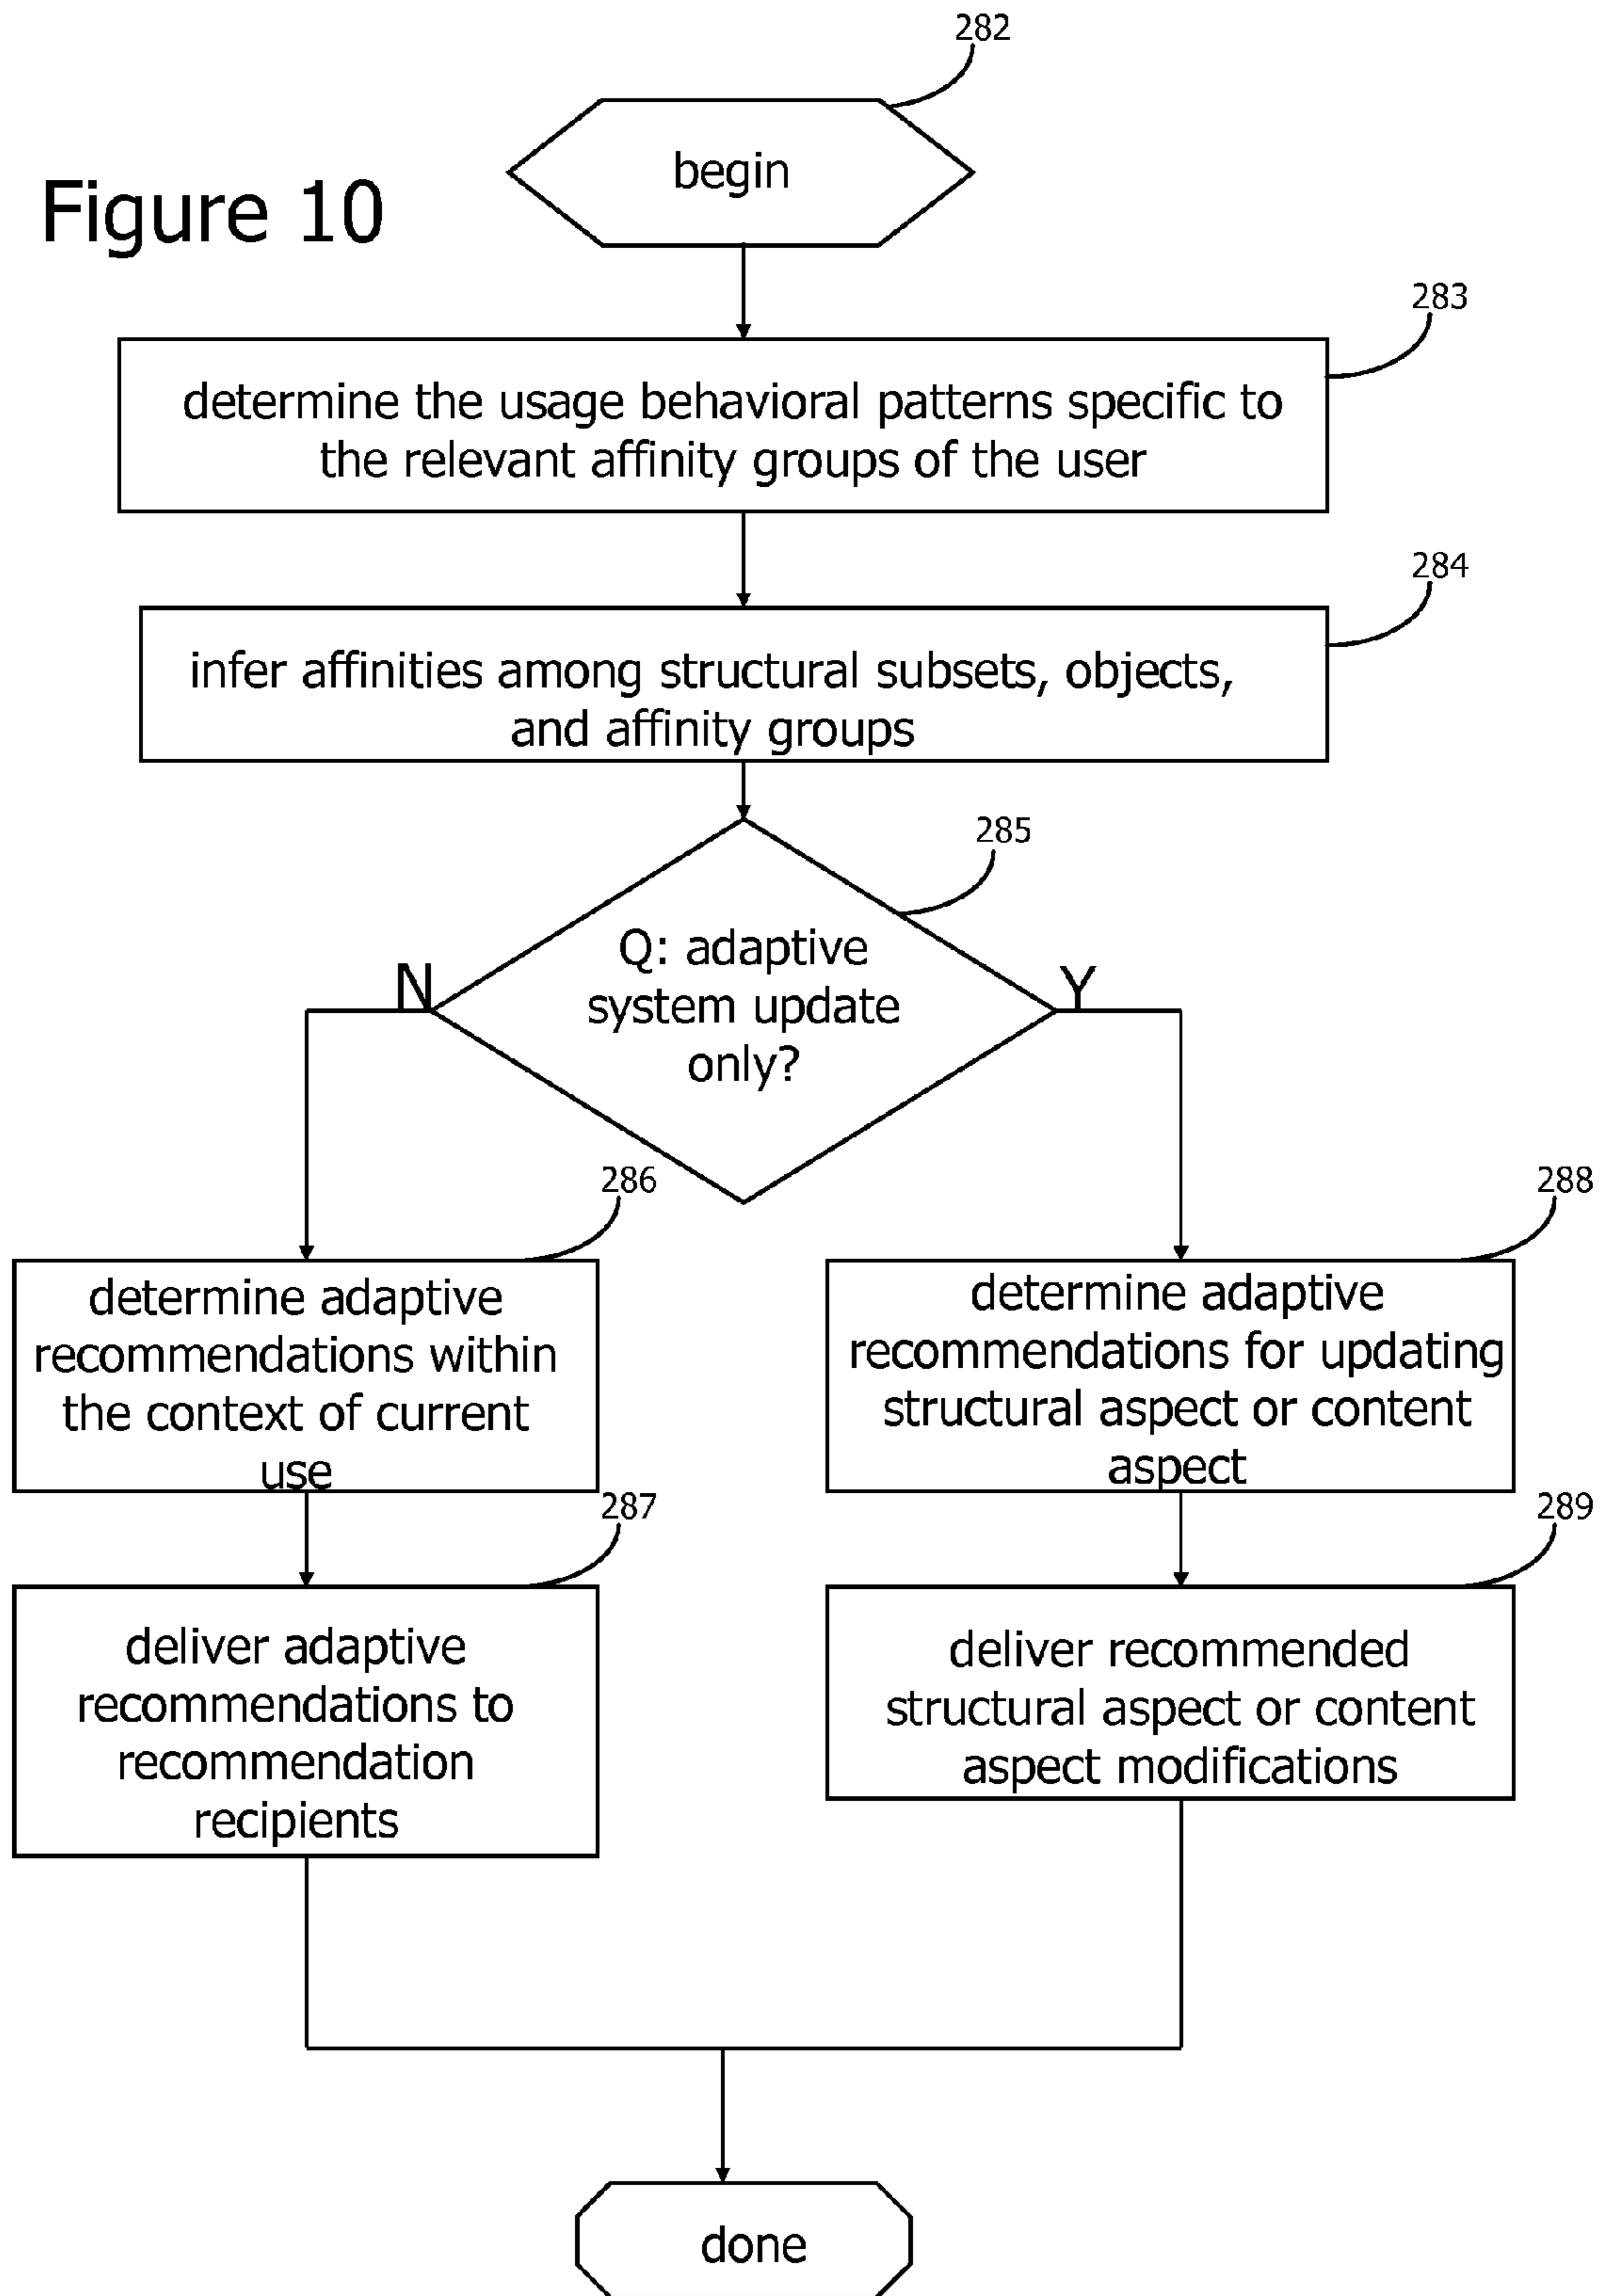 282
begin
Figure 10
283
determine the usage behavioral patterns specific to
the relevant affinity groups of the user
284
infer affinities among structural subsets, objects,
and affinity groups
285
Q: adaptive
system update
only?
N
Y
286
determine adaptive
recommendations within
the context of current
use
288
determine adaptive
recommendations for updating
structural aspect or content
aspect
287
deliver adaptive
recommendations to
recommendation
recipients
289
deliver recommended
structural aspect or content
aspect modifications
done